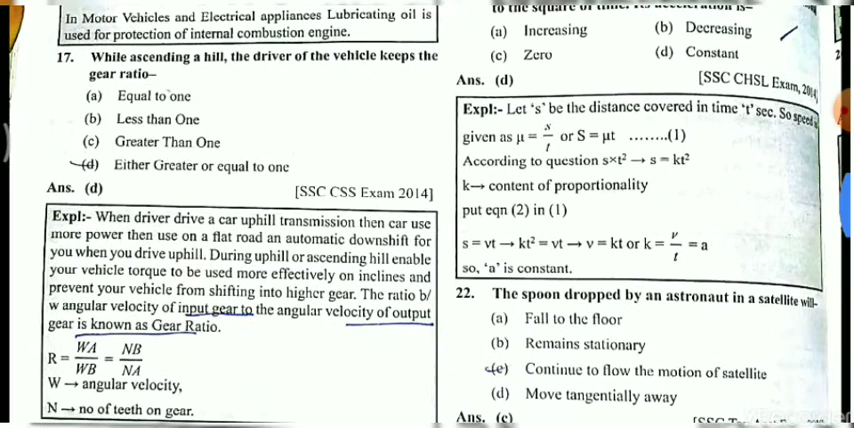 In Motor Vehicles and Electrical appliances Lubricating oil is
used for protection of internal combustion engine.
17. While ascending a hill, the driver of the vehicle keeps the
gear ratio–
(a) Equal to one
(b) Less than One
(c) Greater Than One
(d) Either Greater or equal to one
Ans. (d) [SSC CSS Exam 2014]
Expl:- When driver drive a car uphill transmission then car use
more power then use on a flat road an automatic downshift for
you when you drive uphill. During uphill or ascending hill enable
your vehicle torque to be used more effectively on inclines and
prevent your vehicle from shifting into higher gear. The ratio b/
w angular velocity of input gear to the angular velocity of output
gear is known as Gear Ratio.
R = WA/WB = NB/NA
W → angular velocity,
N → no of teeth on gear.
to the square of time.
(a) Increasing (b) Decreasing
(c) Zero (d) Constant
Ans. (d) [SSC CHSL Exam, 2014]
Expl:- Let 's' be the distance covered in time 't' sec. So speed
given as μ = s/t or S = μt ........(1)
According to question s×t² → s = kt²
k→ content of proportionality
put eqn (2) in (1)
s = vt → kt² = vt → v = kt or k = v/t = a
so, 'a' is constant.
22. The spoon dropped by an astronaut in a satellite will-
(a) Fall to the floor
(b) Remains stationary
(c) Continue to flow the motion of satellite
(d) Move tangentially away
Ans. (c)